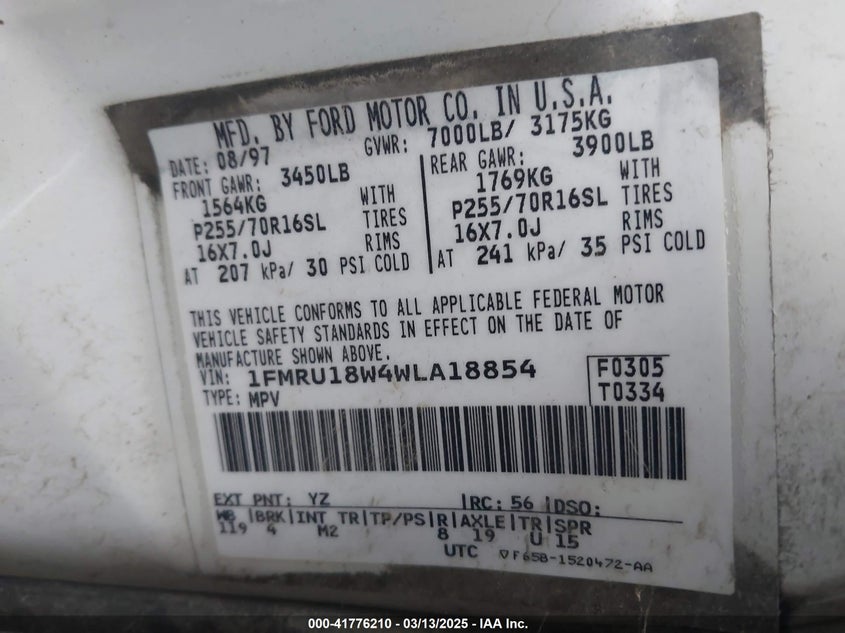 MFD. BY FORD MOTOR CO. IN U.S.A.
DATE: 08/97 GVWR: 7000LB/ 3175KG
FRONT GAWR: 3450LB
1564KG WITH
P255/70R16SL TIRES
16X7.0J RIMS
AT 207 kPa/ 30 PSI COLD
REAR GAWR: 3900LB
1769KG WITH
P255/70R16SL TIRES
16X7.0J RIMS
AT 241 kPa/ 35 PSI COLD
THIS VEHICLE CONFORMS TO ALL APPLICABLE FEDERAL MOTOR
VEHICLE SAFETY STANDARDS IN EFFECT ON THE DATE OF
MANUFACTURE SHOWN ABOVE.
VIN: 1FMRU18W4WLA18854
TYPE: MPV
F0305
T0334
EXT PNT: YZ |RC: 56 |DSO:
WB |BRK|INT TR|TP/PS|R|AXLE|TR|SPR
119 4 M2 8 19 U 15
UTC ▽F65B-1520472-AA
000-41776210 - 03/13/2025 - IAA Inc.